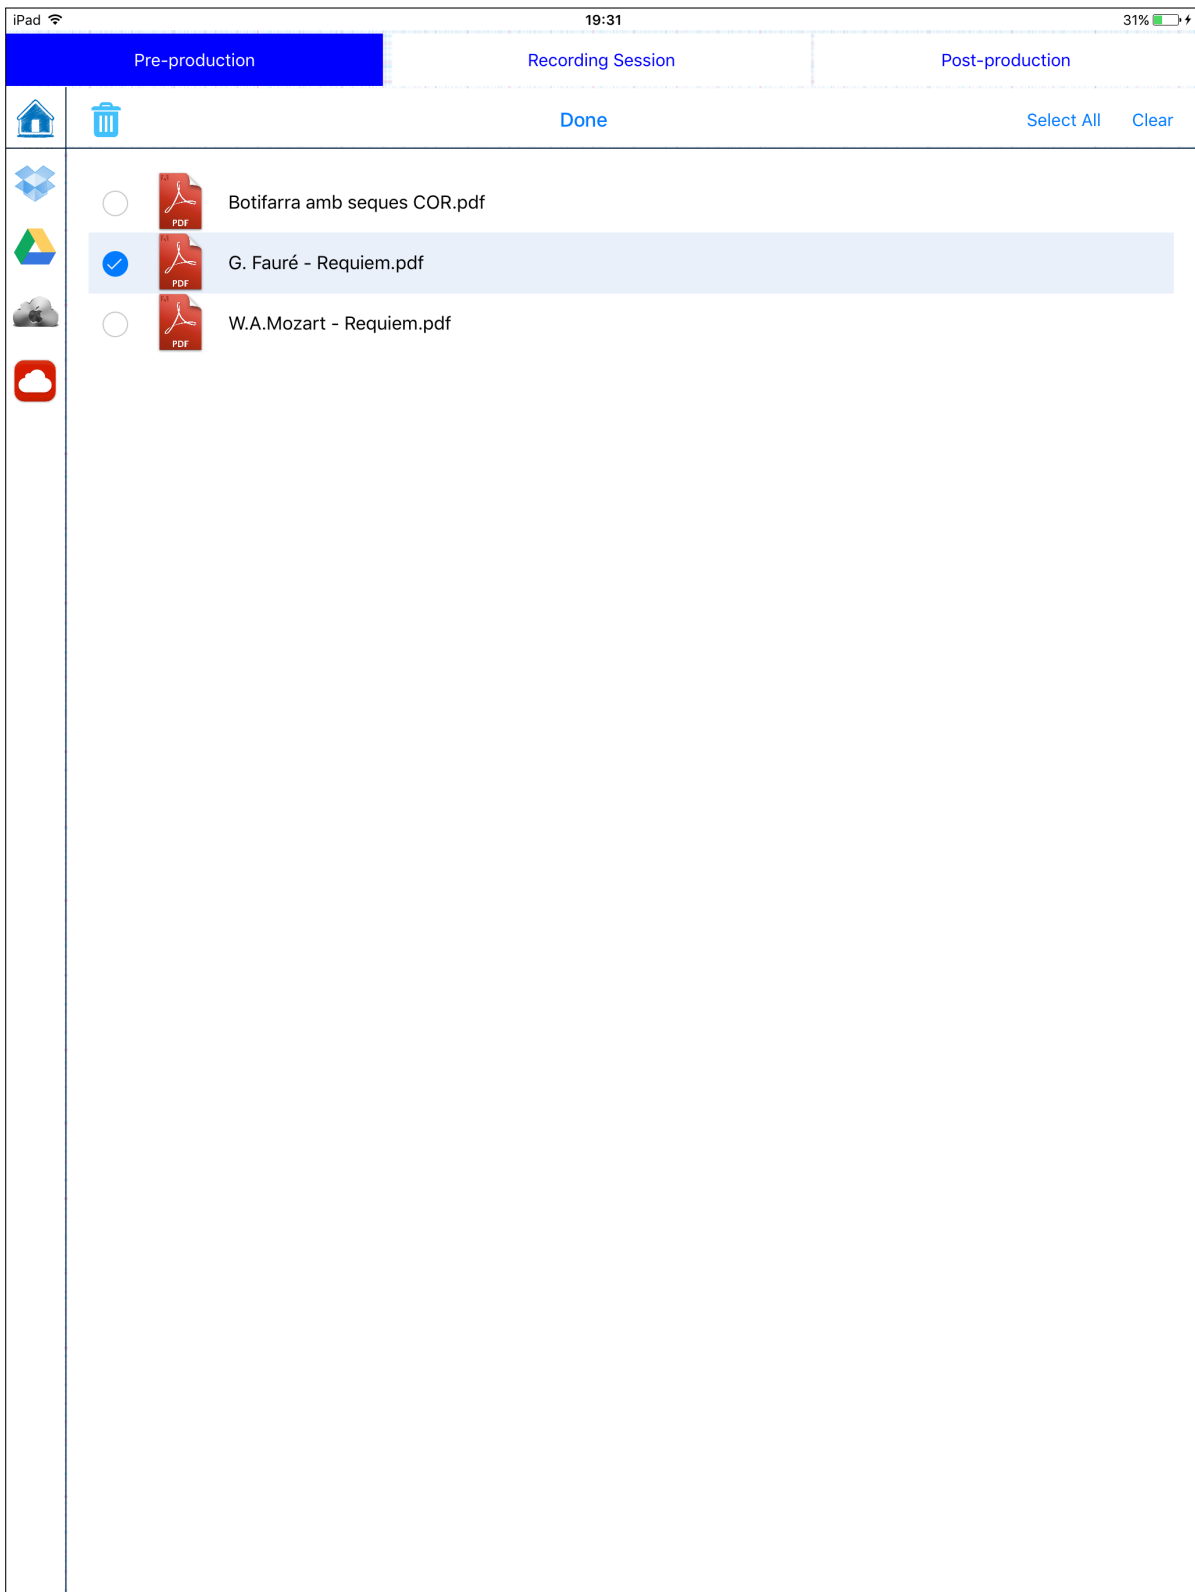 iPad 19:31 31%
Pre-production Recording Session Post-production
Done Select All Clear
PDF Botifarra amb seques COR.pdf
PDF G. Fauré - Requiem.pdf
PDF W.A.Mozart - Requiem.pdf